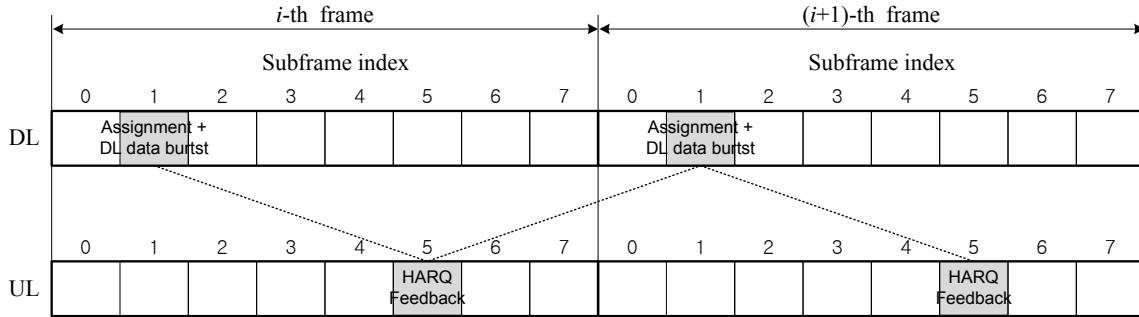 i-th frame (i+1)-th frame
Subframe index Subframe index
0 1 2 3 4 5 6 7 0 1 2 3 4 5 6 7
DL
Assignment + Assignment +
DL data burtst DL data burtst
0 1 2 3 4 5 6 7 0 1 2 3 4 5 6 7
UL
HARQ HARQ
Feedback Feedback